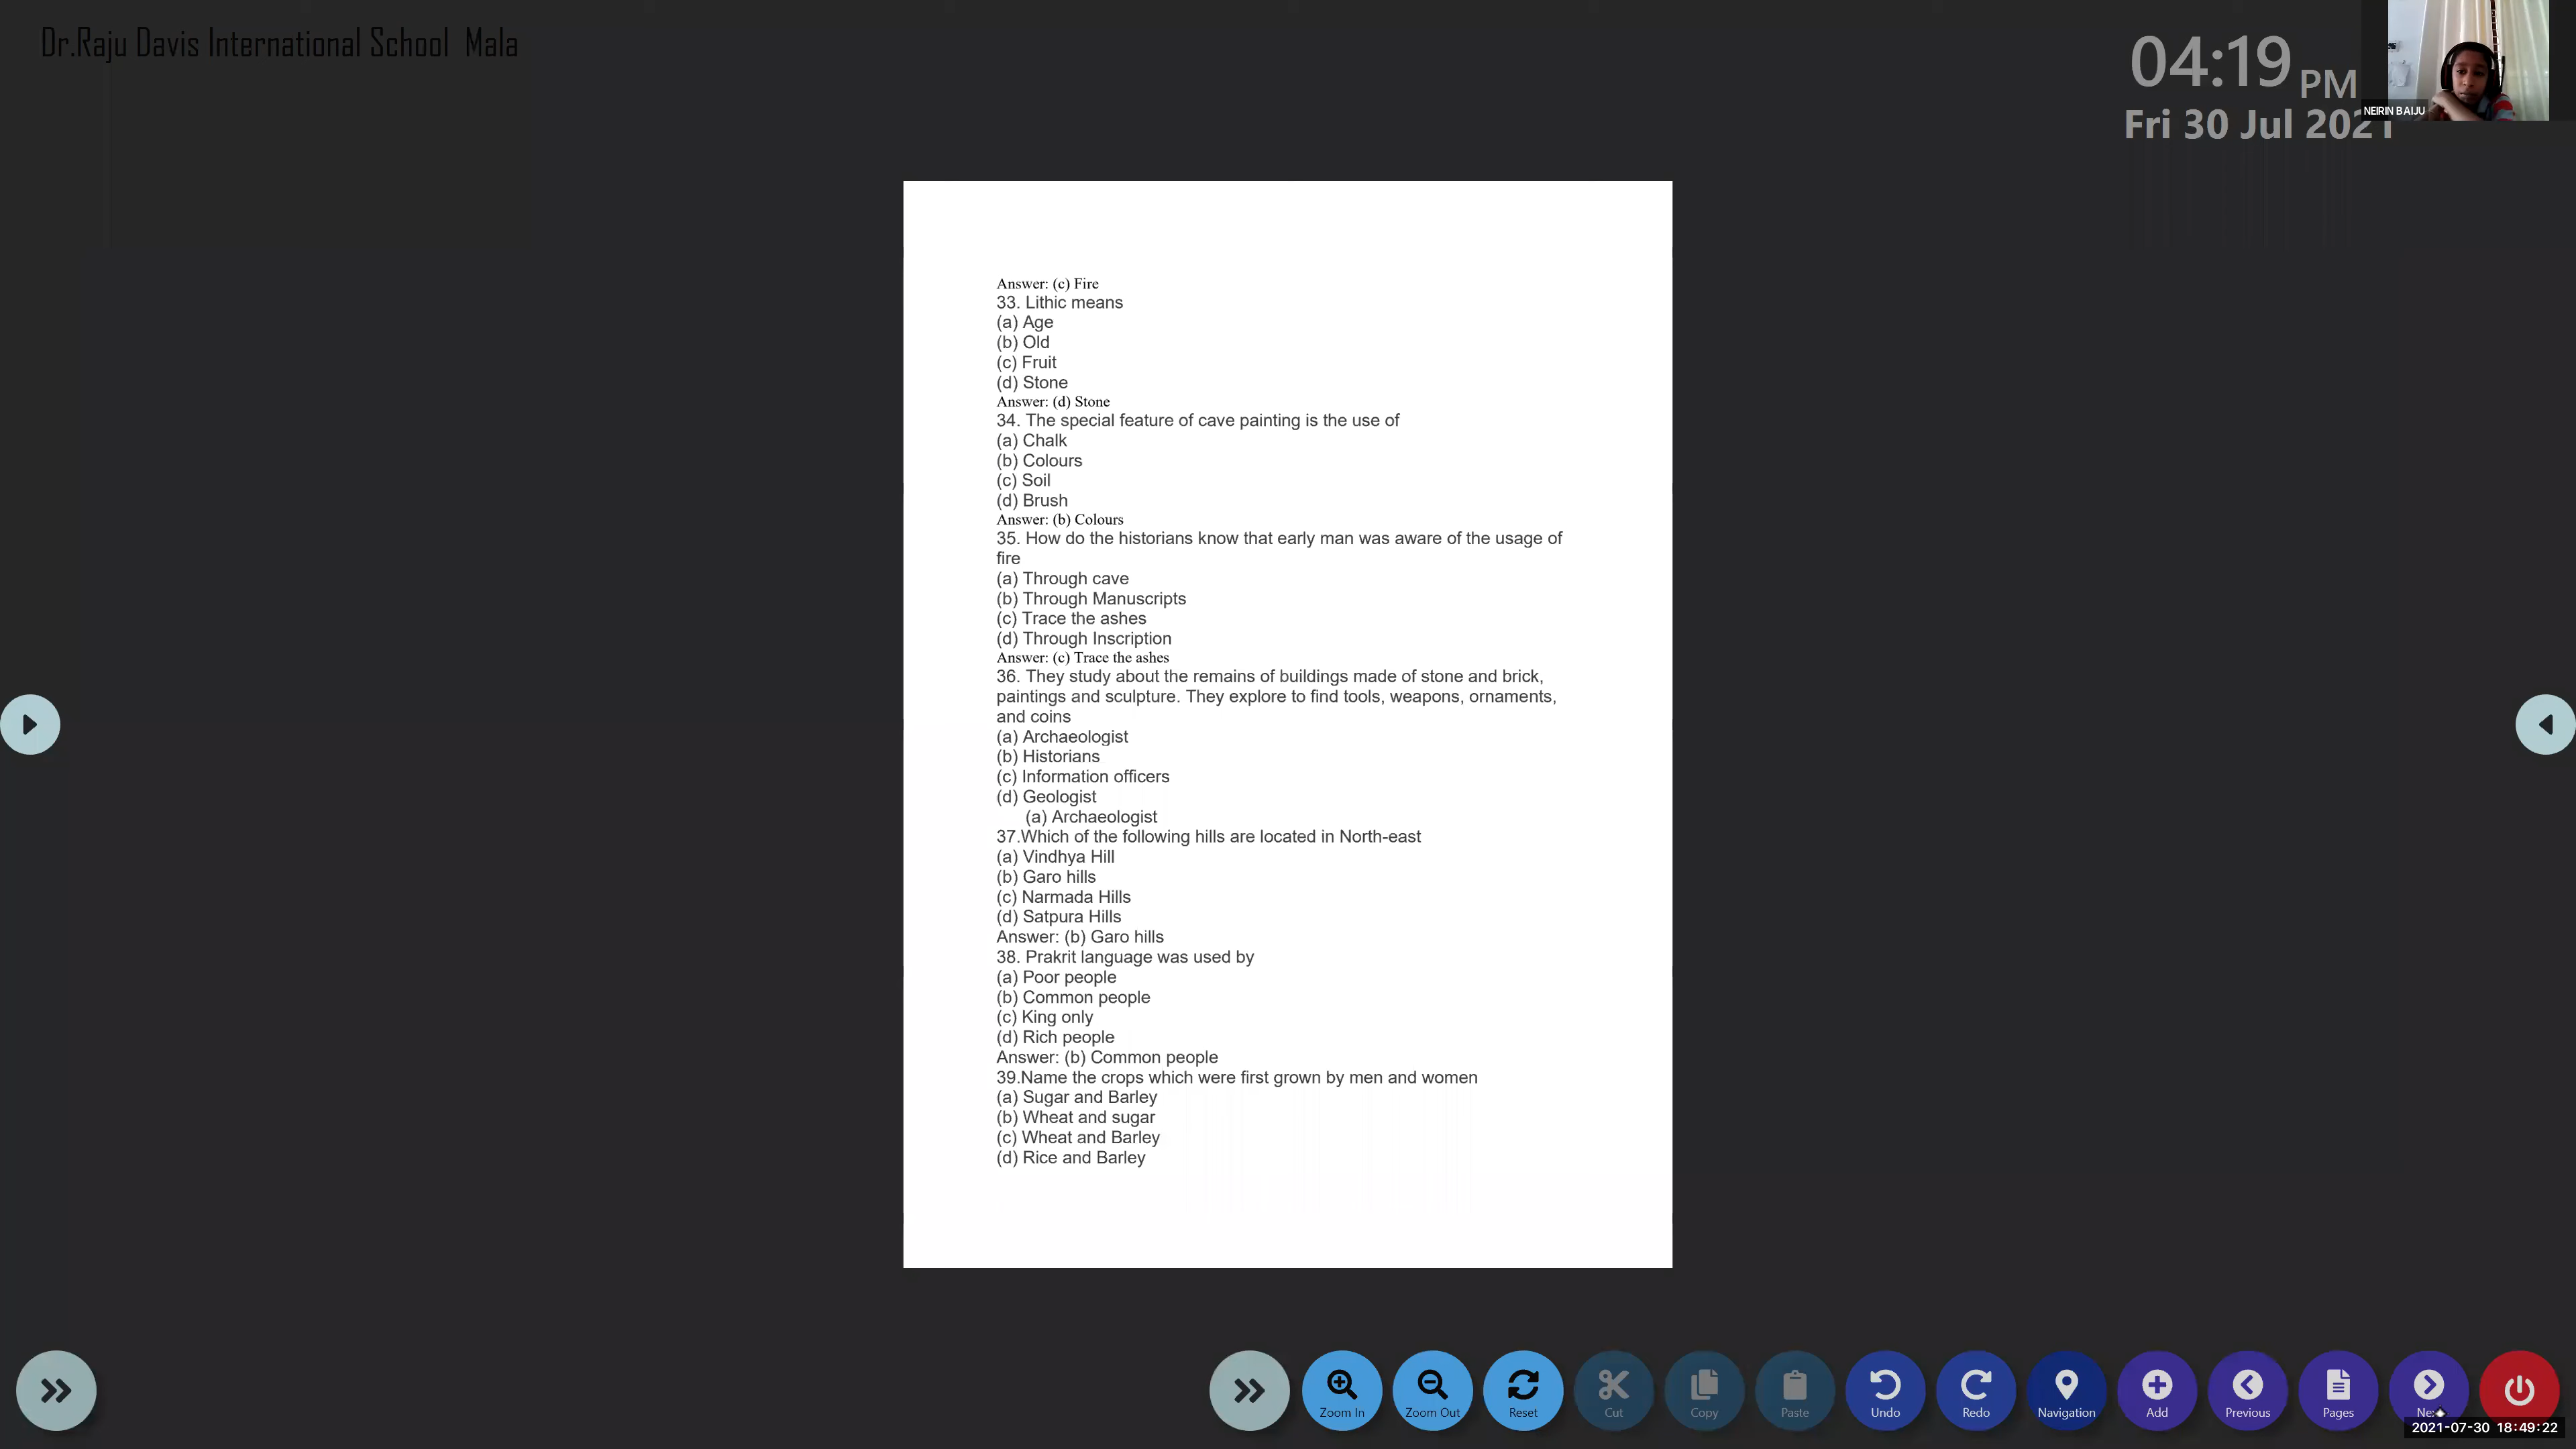 Dr.Raju Davis International School Mala
04:19 PM
Fri 30 Jul 2021
NEIRIN BAIJU
Answer: (c) Fire
33. Lithic means
(a) Age
(b) Old
(c) Fruit
(d) Stone
Answer: (d) Stone
34. The special feature of cave painting is the use of
(a) Chalk
(b) Colours
(c) Soil
(d) Brush
Answer: (b) Colours
35. How do the historians know that early man was aware of the usage of
fire
(a) Through cave
(b) Through Manuscripts
(c) Trace the ashes
(d) Through Inscription
Answer: (c) Trace the ashes
36. They study about the remains of buildings made of stone and brick,
paintings and sculpture. They explore to find tools, weapons, ornaments,
and coins
(a) Archaeologist
(b) Historians
(c) Information officers
(d) Geologist
(a) Archaeologist
37.Which of the following hills are located in North-east
(a) Vindhya Hill
(b) Garo hills
(c) Narmada Hills
(d) Satpura Hills
Answer: (b) Garo hills
38. Prakrit language was used by
(a) Poor people
(b) Common people
(c) King only
(d) Rich people
Answer: (b) Common people
39.Name the crops which were first grown by men and women
(a) Sugar and Barley
(b) Wheat and sugar
(c) Wheat and Barley
(d) Rice and Barley
Zoom In
Zoom Out
Reset
Cut
Copy
Paste
Undo
Redo
Navigation
Add
Previous
Pages
2021-07-30 18:49:22